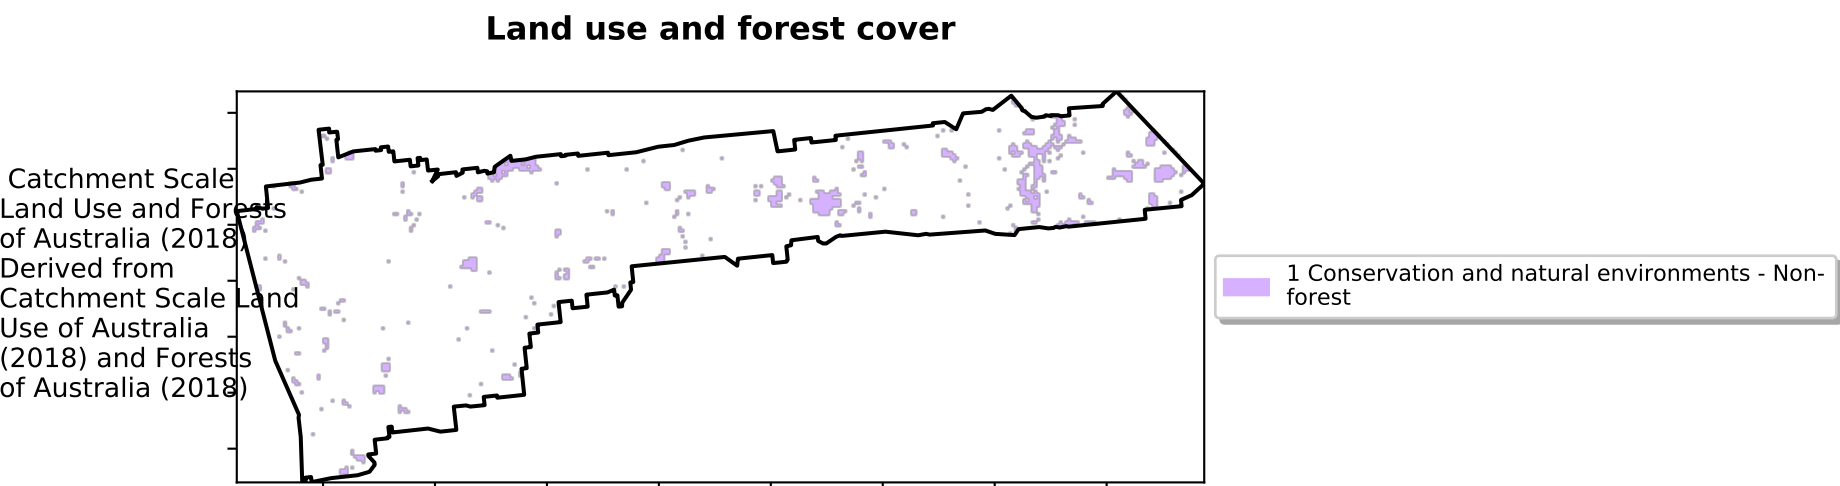 Land use and forest cover
Catchment Scale
Land Use and Forests
of Australia (2018)
Derived from
Catchment Scale Land
Use of Australia
(2018) and Forests
of Australia (2018)
1 Conservation and natural environments - Non-
forest